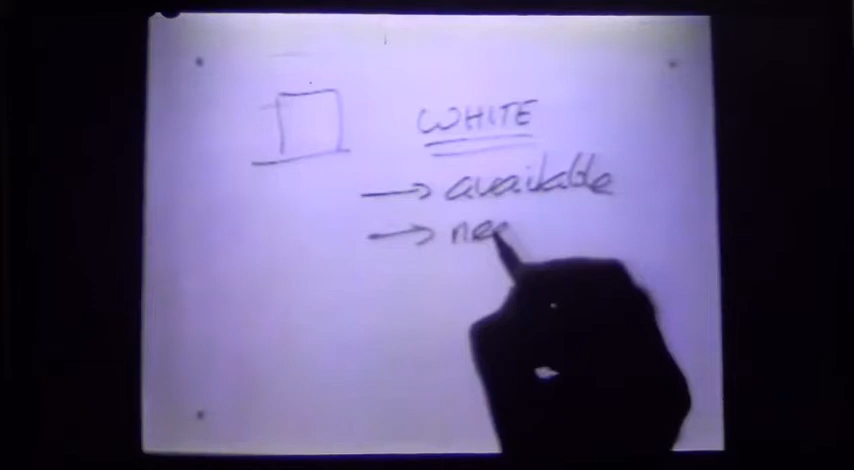 WHITE
→ available
→ nee